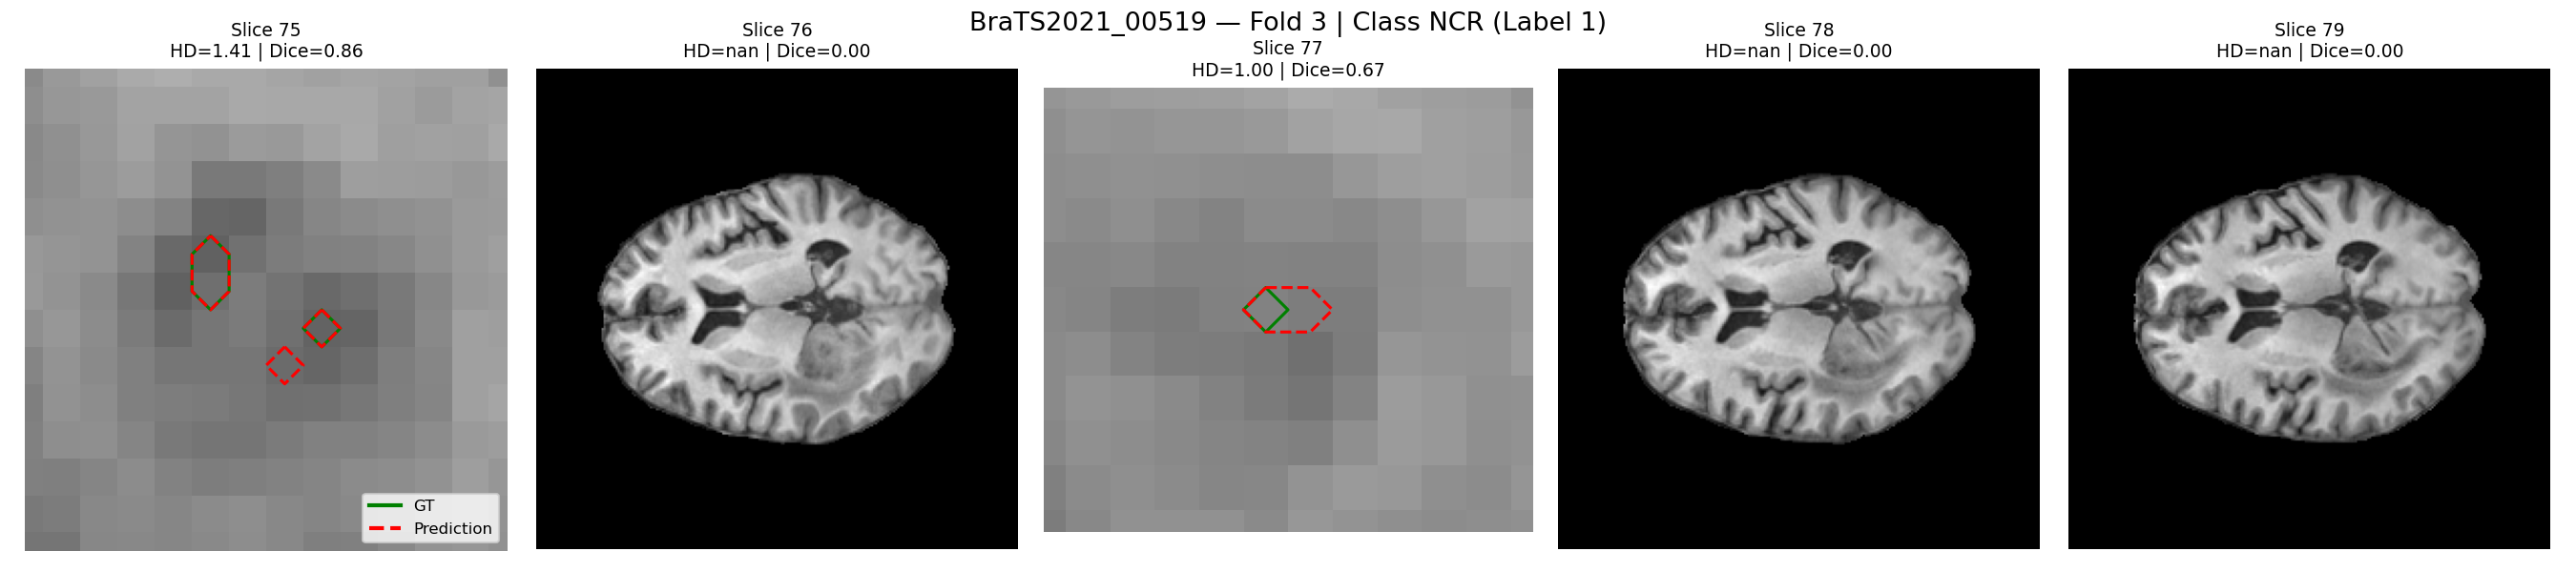 BraTS2021_00519 — Fold 3 | Class NCR (Label 1)
Slice 75
HD=1.41 | Dice=0.86
Slice 76
HD=nan | Dice=0.00
Slice 77
HD=1.00 | Dice=0.67
Slice 78
HD=nan | Dice=0.00
Slice 79
HD=nan | Dice=0.00
GT
Prediction